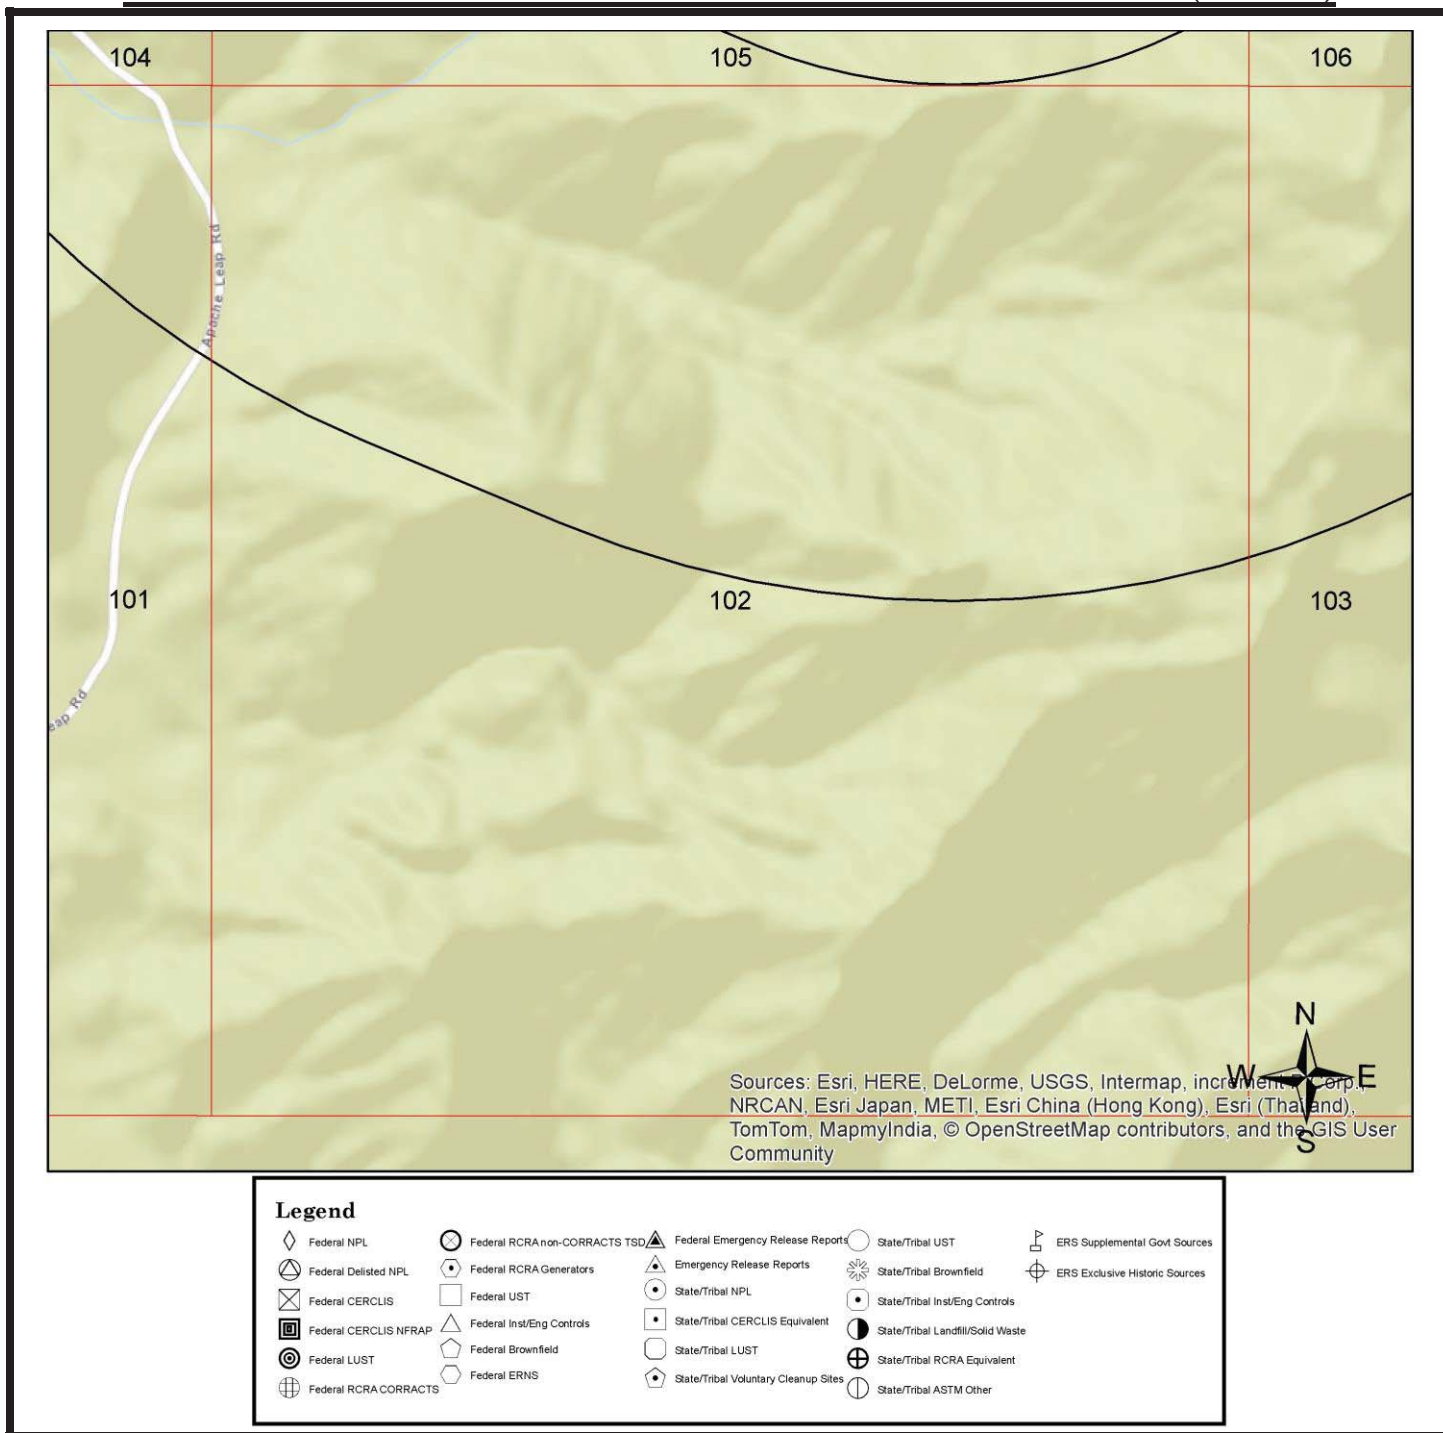 104
105
106
Apache Leap Rd
101
102
103
eap Rd
N
W
E
S
Sources: Esri, HERE, DeLorme, USGS, Intermap, increment P Corp.,
NRCAN, Esri Japan, METI, Esri China (Hong Kong), Esri (Thailand),
TomTom, MapmyIndia, © OpenStreetMap contributors, and the GIS User
Community
Legend
Federal NPL
Federal Delisted NPL
Federal CERCLIS
Federal CERCLIS NFRAP
Federal LUST
Federal RCRA CORRACTS
Federal RCRA non-CORRACTS TSD
Federal RCRA Generators
Federal UST
Federal Inst/Eng Controls
Federal Brownfield
Federal ERNS
Federal Emergency Release Reports
Emergency Release Reports
State/Tribal NPL
State/Tribal CERCLIS Equivalent
State/Tribal LUST
State/Tribal Voluntary Cleanup Sites
State/Tribal UST
State/Tribal Brownfield
State/Tribal Inst/Eng Controls
State/Tribal Landfill/Solid Waste
State/Tribal RCRA Equivalent
State/Tribal ASTM Other
ERS Supplemental Govt Sources
ERS Exclusive Historic Sources